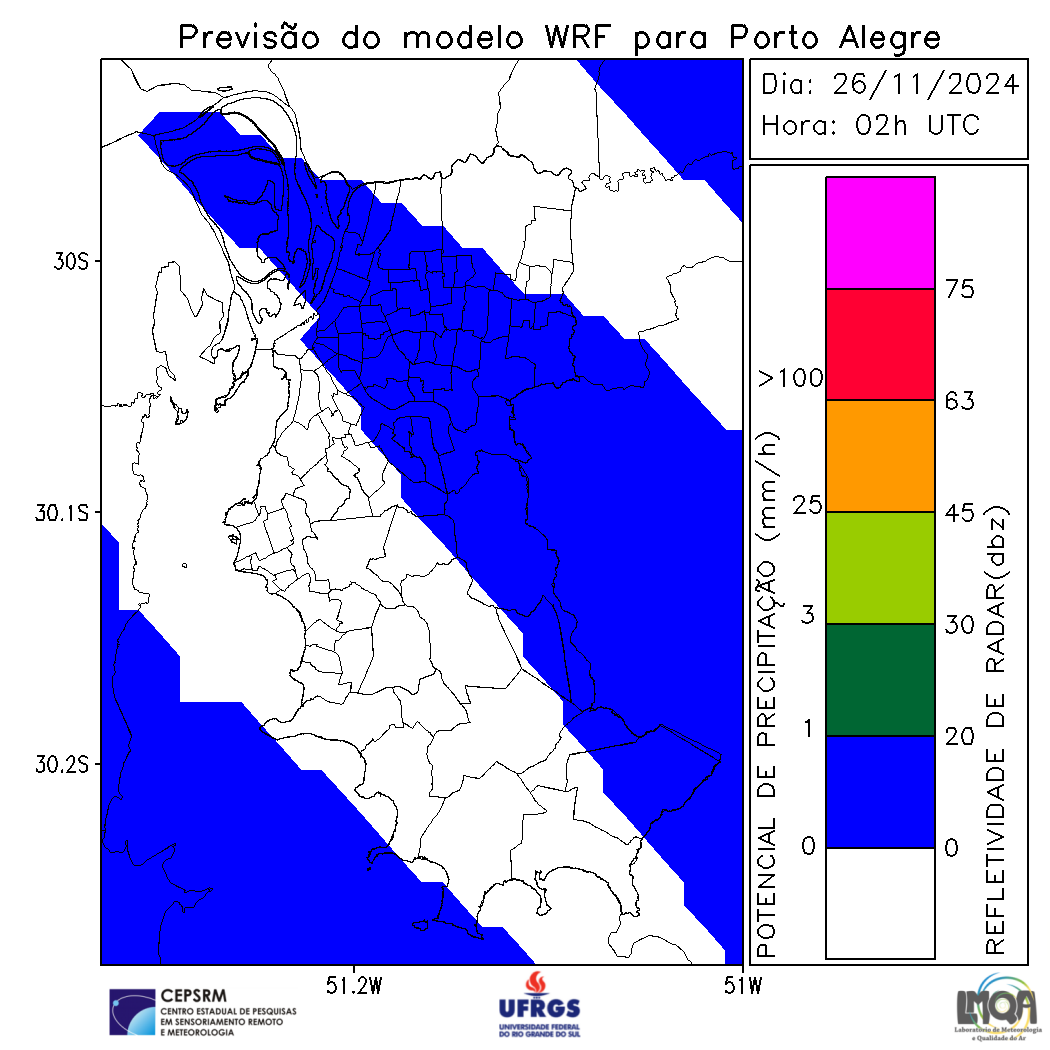 Previsão do modelo WRF para Porto Alegre
Dia: 26/11/2024
Hora: 02h UTC
30S
30.1S
30.2S
51.2W
51W
POTENCIAL DE PRECIPITAÇÃO (mm/h)
>100
25
3
1
0
75
63
45
30
20
0
REFLETIVIDADE DE RADAR(dbz)
CEPSRM
CENTRO ESTADUAL DE PESQUISAS
EM SENSORIAMENTO REMOTO
E METEOROLOGIA
UFRGS
UNIVERSIDADE FEDERAL
DO RIO GRANDE DO SUL
LMQA
Laboratório de Meteorologia
e Qualidade do Ar